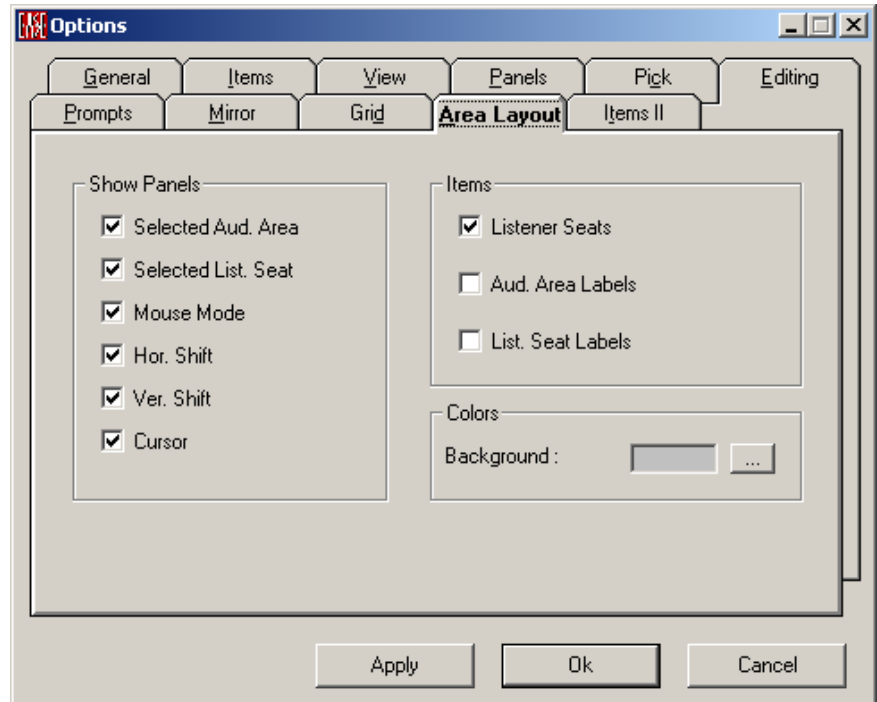 Options
General Items View Panels Pick Editing
Prompts Mirror Grid Area Layout Items II
Show Panels
Selected Aud. Area
Selected List. Seat
Mouse Mode
Hor. Shift
Ver. Shift
Cursor
Items
Listener Seats
Aud. Area Labels
List. Seat Labels
Colors
Background :
...
Apply Ok Cancel